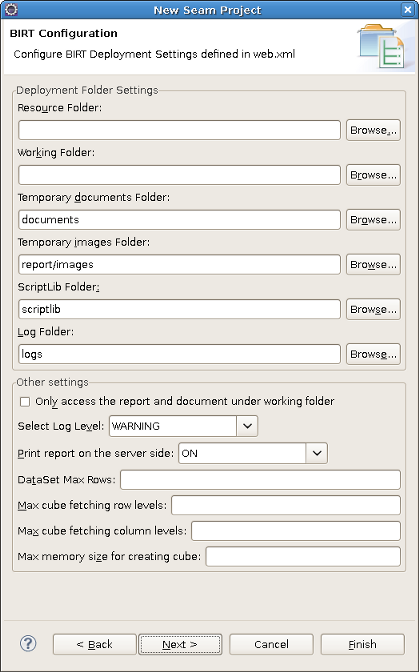 New Seam Project
BIRT Configuration
Configure BIRT Deployment Settings defined in web.xml
Deployment Folder Settings
Resource Folder:
Browse...
Working Folder:
Browse...
Temporary documents Folder:
documents
Browse...
Temporary images Folder:
report/images
Browse...
ScriptLib Folder:
scriptlib
Browse...
Log Folder:
logs
Browse...
Other settings
Only access the report and document under working folder
Select Log Level: WARNING
Print report on the server side: ON
DataSet Max Rows:
Max cube fetching row levels:
Max cube fetching column levels:
Max memory size for creating cube:
? < Back Next > Cancel Finish